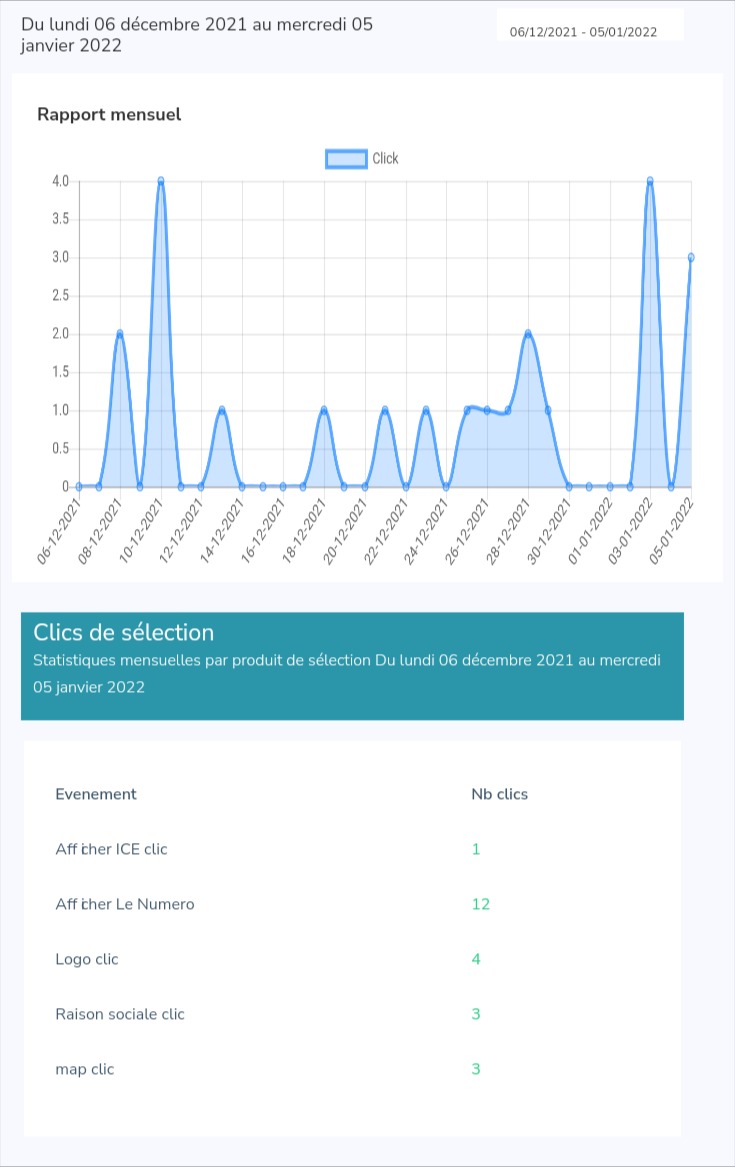 Du lundi 06 décembre 2021 au mercredi 05
janvier 2022
06/12/2021 - 05/01/2022
Rapport mensuel
Click
4.0
3.5
3.0
2.5
2.0
1.5
1.0
0.5
0
06-12-2021
08-12-2021
10-12-2021
12-12-2021
14-12-2021
16-12-2021
18-12-2021
20-12-2021
22-12-2021
24-12-2021
26-12-2021
28-12-2021
30-12-2021
01-01-2022
03-01-2022
05-01-2022
Clics de sélection
Statistiques mensuelles par produit de sélection Du lundi 06 décembre 2021 au mercredi
05 janvier 2022
Evenement Nb clics
Afficher ICE clic 1
Afficher Le Numero 12
Logo clic 4
Raison sociale clic 3
map clic 3